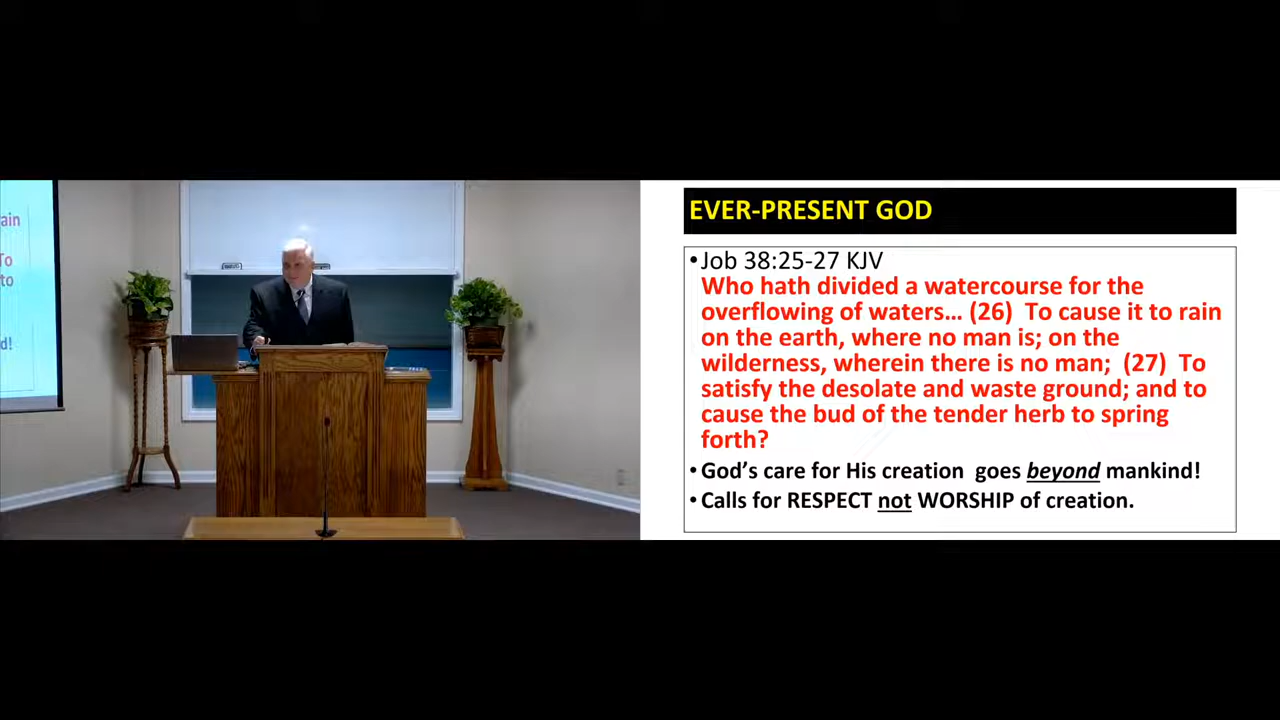 rain
To
to
d!
EVER-PRESENT GOD
•Job 38:25-27 KJV
Who hath divided a watercourse for the
overflowing of waters… (26)  To cause it to rain
on the earth, where no man is; on the
wilderness, wherein there is no man;  (27)  To
satisfy the desolate and waste ground; and to
cause the bud of the tender herb to spring
forth?
•God's care for His creation  goes beyond mankind!
•Calls for RESPECT not WORSHIP of creation.